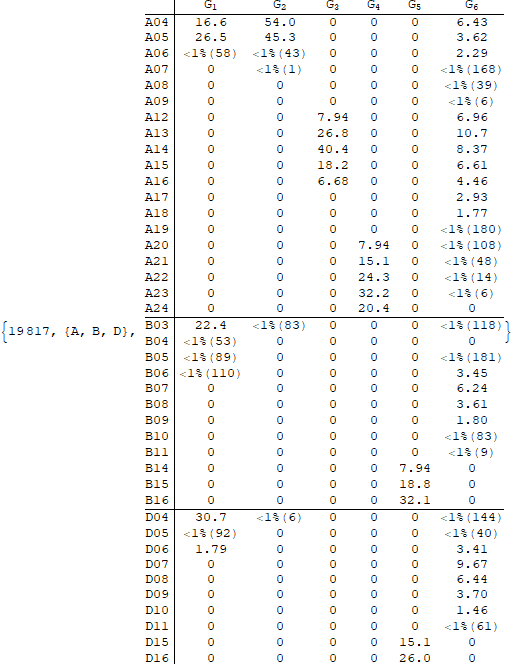 G₁ G₂ G₃ G₄ G₅ G₆
A04 16.6 54.0 0 0 0 6.43
A05 26.5 45.3 0 0 0 3.62
A06 <1%(58) <1%(43) 0 0 0 2.29
A07 0 <1%(1) 0 0 0 <1%(168)
A08 0 0 0 0 0 <1%(39)
A09 0 0 0 0 0 <1%(6)
A12 0 0 7.94 0 0 6.96
A13 0 0 26.8 0 0 10.7
A14 0 0 40.4 0 0 8.37
A15 0 0 18.2 0 0 6.61
A16 0 0 6.68 0 0 4.46
A17 0 0 0 0 0 2.93
A18 0 0 0 0 0 1.77
A19 0 0 0 0 0 <1%(180)
A20 0 0 0 7.94 0 <1%(108)
A21 0 0 0 15.1 0 <1%(48)
A22 0 0 0 24.3 0 <1%(14)
A23 0 0 0 32.2 0 <1%(6)
A24 0 0 0 20.4 0 0
B03 22.4 <1%(83) 0 0 0 <1%(118)
{19817, {A, B, D}, B04 <1%(53) 0 0 0 0 0 }
B05 <1%(89) 0 0 0 0 <1%(181)
B06 <1%(110) 0 0 0 0 3.45
B07 0 0 0 0 0 6.24
B08 0 0 0 0 0 3.61
B09 0 0 0 0 0 1.80
B10 0 0 0 0 0 <1%(83)
B11 0 0 0 0 0 <1%(9)
B14 0 0 0 0 7.94 0
B15 0 0 0 0 18.8 0
B16 0 0 0 0 32.1 0
D04 30.7 <1%(6) 0 0 0 <1%(144)
D05 <1%(92) 0 0 0 0 <1%(40)
D06 1.79 0 0 0 0 3.41
D07 0 0 0 0 0 9.67
D08 0 0 0 0 0 6.44
D09 0 0 0 0 0 3.70
D10 0 0 0 0 0 1.46
D11 0 0 0 0 0 <1%(61)
D15 0 0 0 0 15.1 0
D16 0 0 0 0 26.0 0